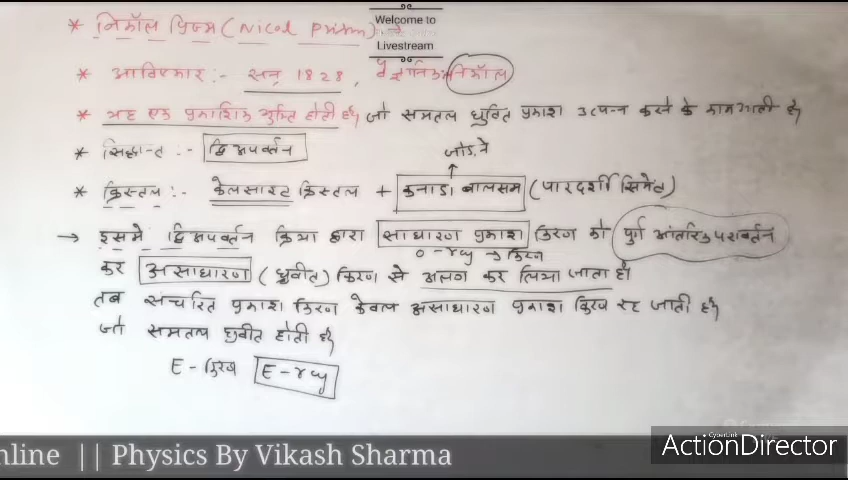 Welcome to
Livestream
* निकॉल प्रिज्म (Nicol Prism) →
* आविष्कार :- सन् 1828, वैज्ञानिक निकॉल
* यह एक प्रकाशिक युक्ति होती है, जो समतल ध्रुवित प्रकाश उत्पन्न करने के काम आती है,
* सिद्धान्त :- द्वि अपवर्तन
जोड़ने
* क्रिस्टल :- केलसाइट क्रिस्टल + कनाडा बालसम (पारदर्शी सिमेंट)
→ इसमे द्वि अपवर्तन क्रिया द्वारा साधारण प्रकाश किरण को पूर्ण आंतरिक परावर्तन
o-ray → किरण
कर असाधारण (ध्रुवीत) किरण से अलग कर लिया जाता है।
तब संचरित प्रकाश किरण केवल असाधारण प्रकाश किरण रह जाती है,
जो समतल ध्रुवीत होती है,
E-किरण E-ray
nline || Physics By Vikash Sharma
CyberLink
ActionDirector